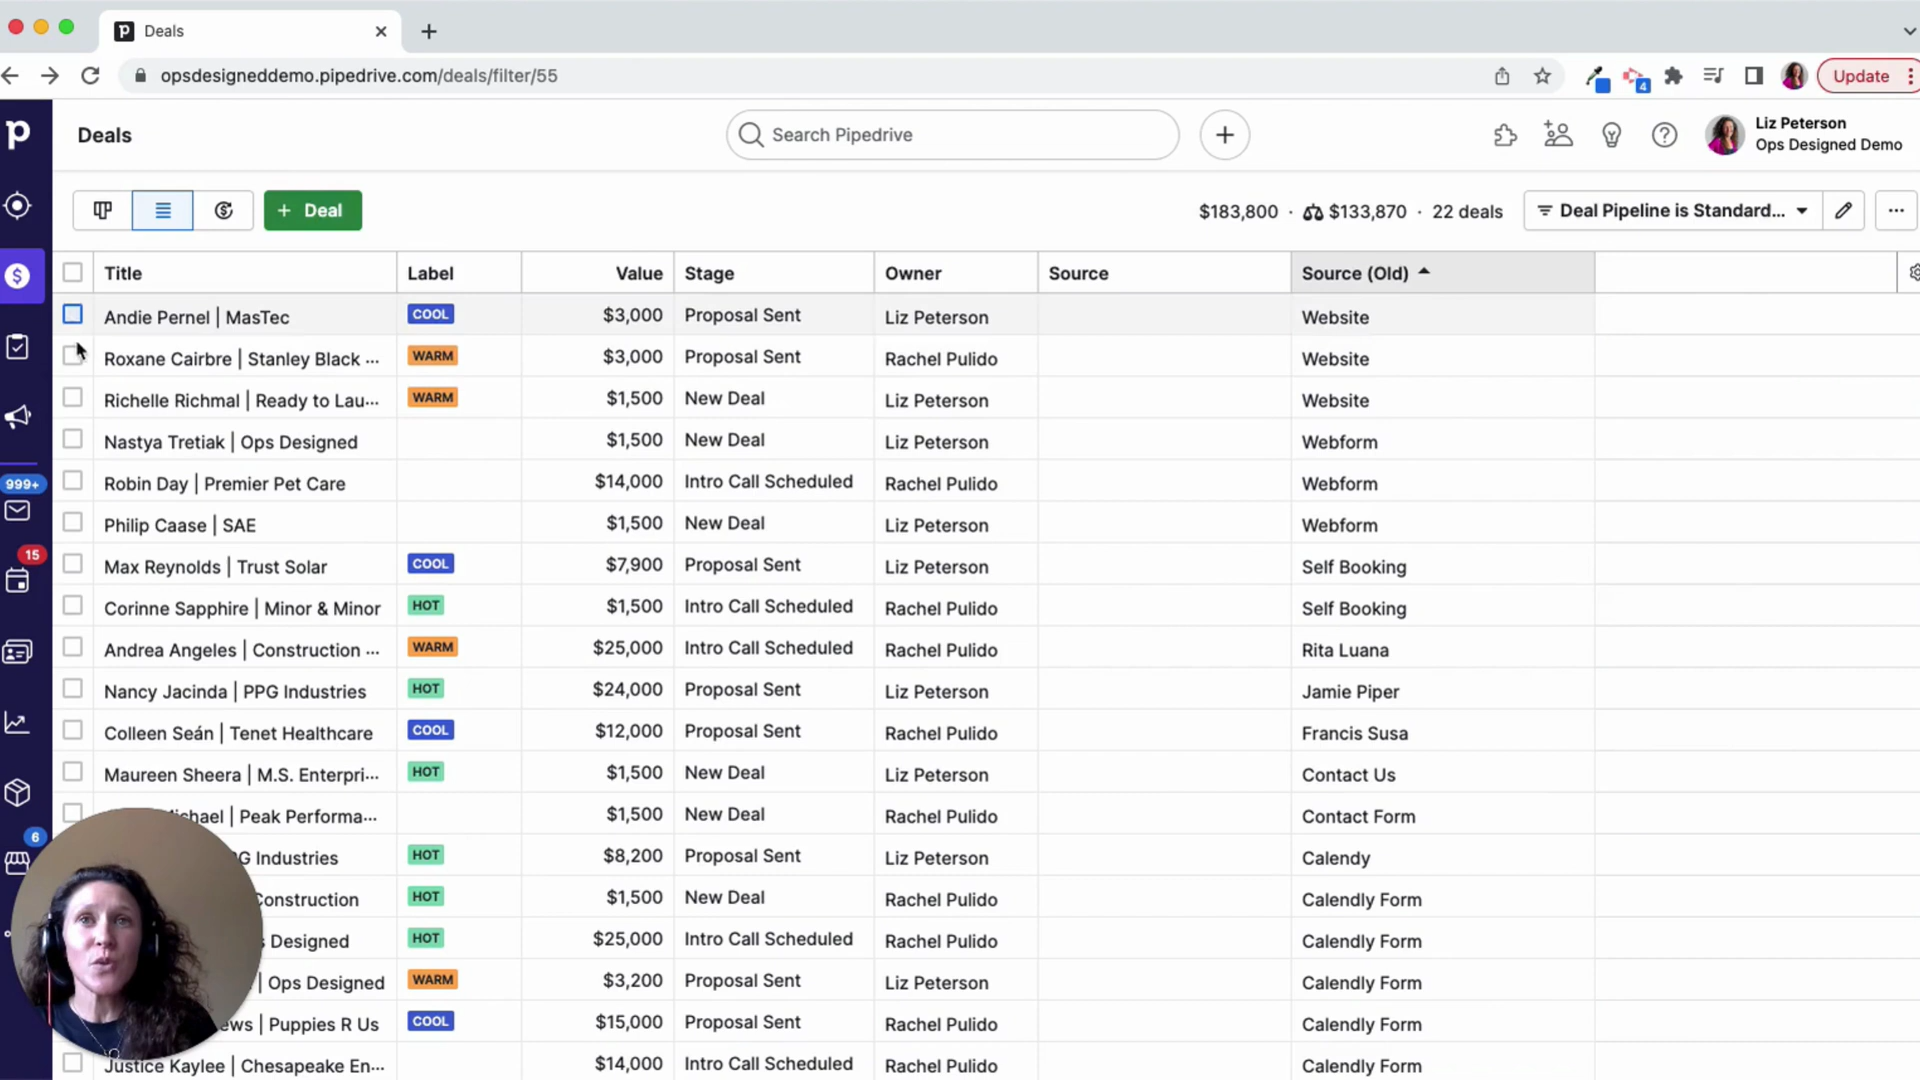 Deals
opsdesigneddemo.pipedrive.com/deals/filter/55
4
Update
Deals
Search Pipedrive
Liz Peterson
Ops Designed Demo
+ Deal
$183,800 · $133,870 · 22 deals
Deal Pipeline is Standard...
Title Label Value Stage Owner Source Source (Old)
Andie Pernel | MasTec COOL $3,000 Proposal Sent Liz Peterson Website
Roxane Cairbre | Stanley Black ... WARM $3,000 Proposal Sent Rachel Pulido Website
Richelle Richmal | Ready to Lau... WARM $1,500 New Deal Liz Peterson Website
Nastya Tretiak | Ops Designed $1,500 New Deal Liz Peterson Webform
999+
Robin Day | Premier Pet Care $14,000 Intro Call Scheduled Rachel Pulido Webform
Philip Caase | SAE $1,500 New Deal Liz Peterson Webform
15
Max Reynolds | Trust Solar COOL $7,900 Proposal Sent Liz Peterson Self Booking
Corinne Sapphire | Minor & Minor HOT $1,500 Intro Call Scheduled Rachel Pulido Self Booking
Andrea Angeles | Construction ... WARM $25,000 Intro Call Scheduled Rachel Pulido Rita Luana
Nancy Jacinda | PPG Industries HOT $24,000 Proposal Sent Liz Peterson Jamie Piper
Colleen Seán | Tenet Healthcare COOL $12,000 Proposal Sent Rachel Pulido Francis Susa
Maureen Sheera | M.S. Enterpri... HOT $1,500 New Deal Liz Peterson Contact Us
ichael | Peak Performa... $1,500 New Deal Rachel Pulido Contact Form
6
G Industries HOT $8,200 Proposal Sent Liz Peterson Calendy
Construction HOT $1,500 New Deal Rachel Pulido Calendly Form
s Designed HOT $25,000 Intro Call Scheduled Rachel Pulido Calendly Form
| Ops Designed WARM $3,200 Proposal Sent Liz Peterson Calendly Form
ews | Puppies R Us COOL $15,000 Proposal Sent Rachel Pulido Calendly Form
Justice Kaylee | Chesapeake En... $14,000 Intro Call Scheduled Rachel Pulido Calendly Form